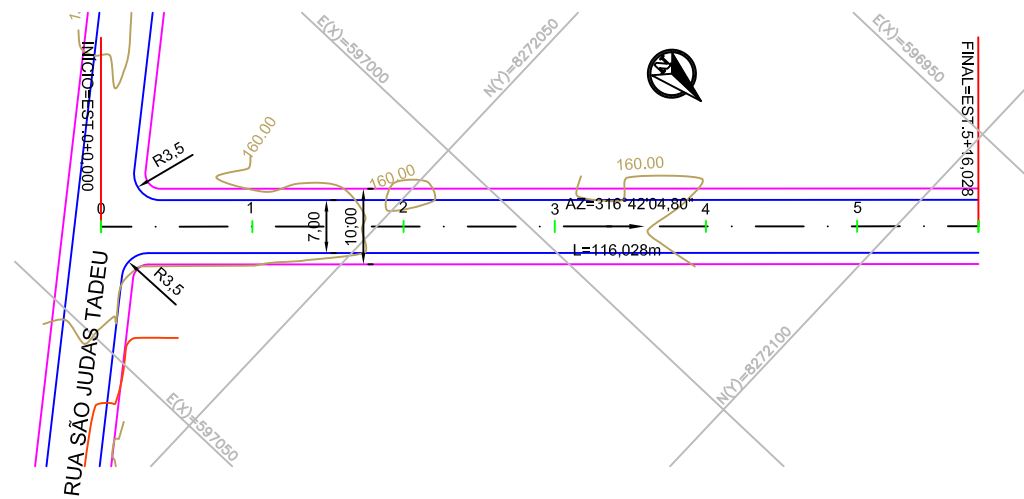 1.
E(X)=597000
N(Y)=8272050
E(X)=596950
INÍCIO=EST.0+0,000
FINAL=EST.5+16,028
R3,5
160.00
160.00
160.00
0
1
2
3
4
5
AZ=316°42'04,80"
7,00
10:00
L=116,028m
R3,5
RUA SÃO JUDAS TADEU
N(Y)=8272100
E(X)=597050